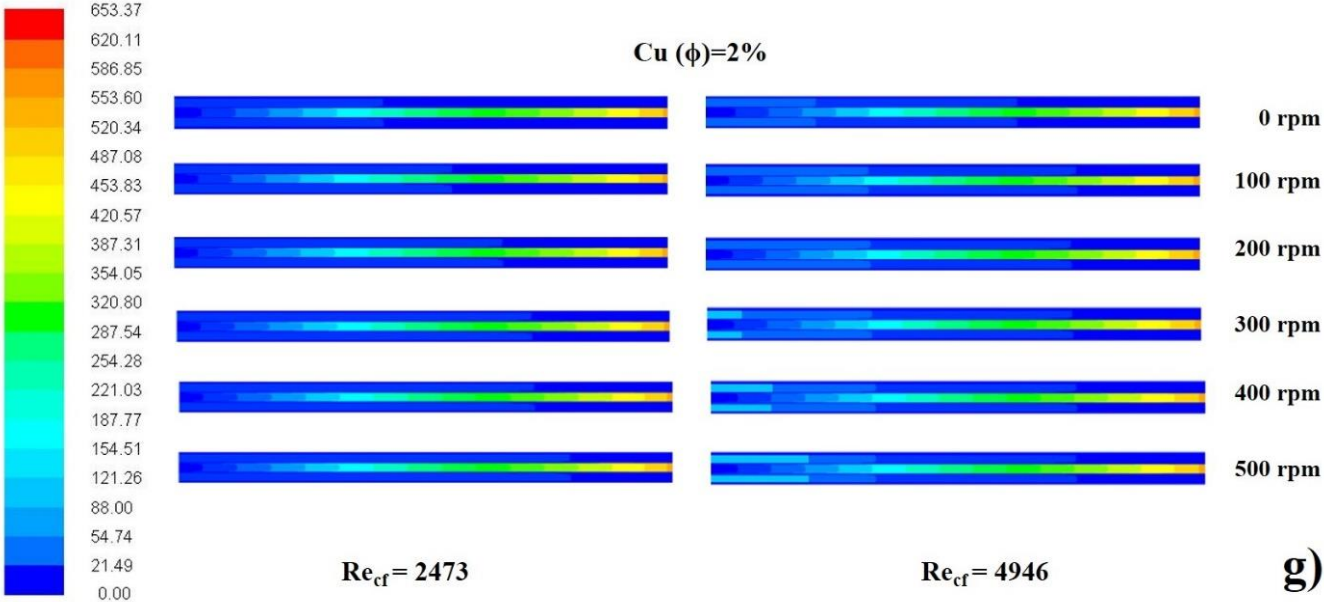 653.37
620.11
586.85
553.60
520.34
487.08
453.83
420.57
387.31
354.05
320.80
287.54
254.28
221.03
187.77
154.51
121.26
88.00
54.74
21.49
0.00
Cu (ϕ)=2%
0 rpm
100 rpm
200 rpm
300 rpm
400 rpm
500 rpm
Re_cf = 2473
Re_cf = 4946
g)